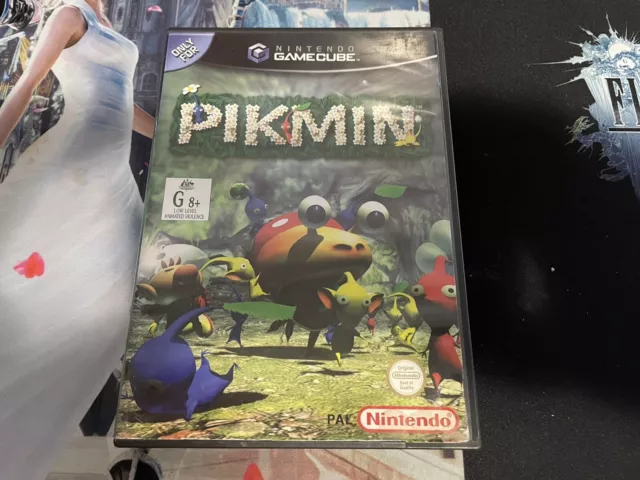 ONLY
FOR
NINTENDO
GAMECUBE
PIKMIN
G 8+
LOW LEVEL
ANIMATED VIOLENCE
Original
Nintendo
Seal of
Quality
PAL
Nintendo